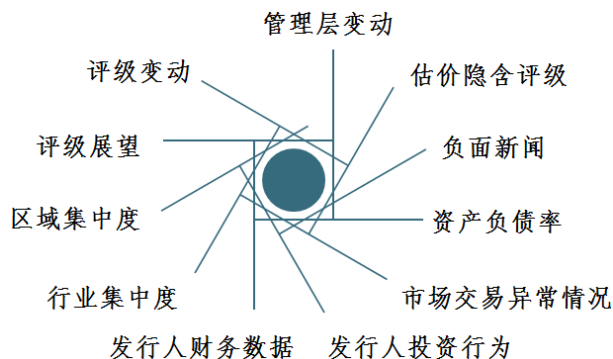 管理层变动
评级变动
估价隐含评级
评级展望
负面新闻
区域集中度
资产负债率
行业集中度
市场交易异常情况
发行人财务数据
发行人投资行为